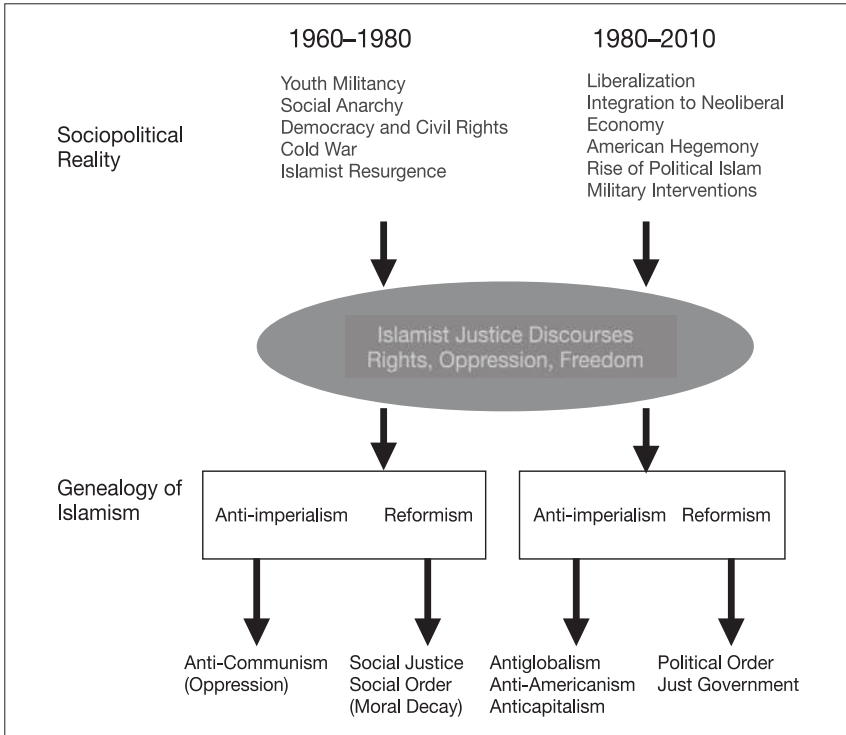 1960–1980
1980–2010
Sociopolitical
Reality
Youth Militancy
Social Anarchy
Democracy and Civil Rights
Cold War
Islamist Resurgence
Liberalization
Integration to Neoliberal
Economy
American Hegemony
Rise of Political Islam
Military Interventions
Islamist Justice Discourses
Rights, Oppression, Freedom
Genealogy of
Islamism
Anti-imperialism Reformism
Anti-imperialism Reformism
Anti-Communism
(Oppression)
Social Justice
Social Order
(Moral Decay)
Antiglobalism
Anti-Americanism
Anticapitalism
Political Order
Just Government